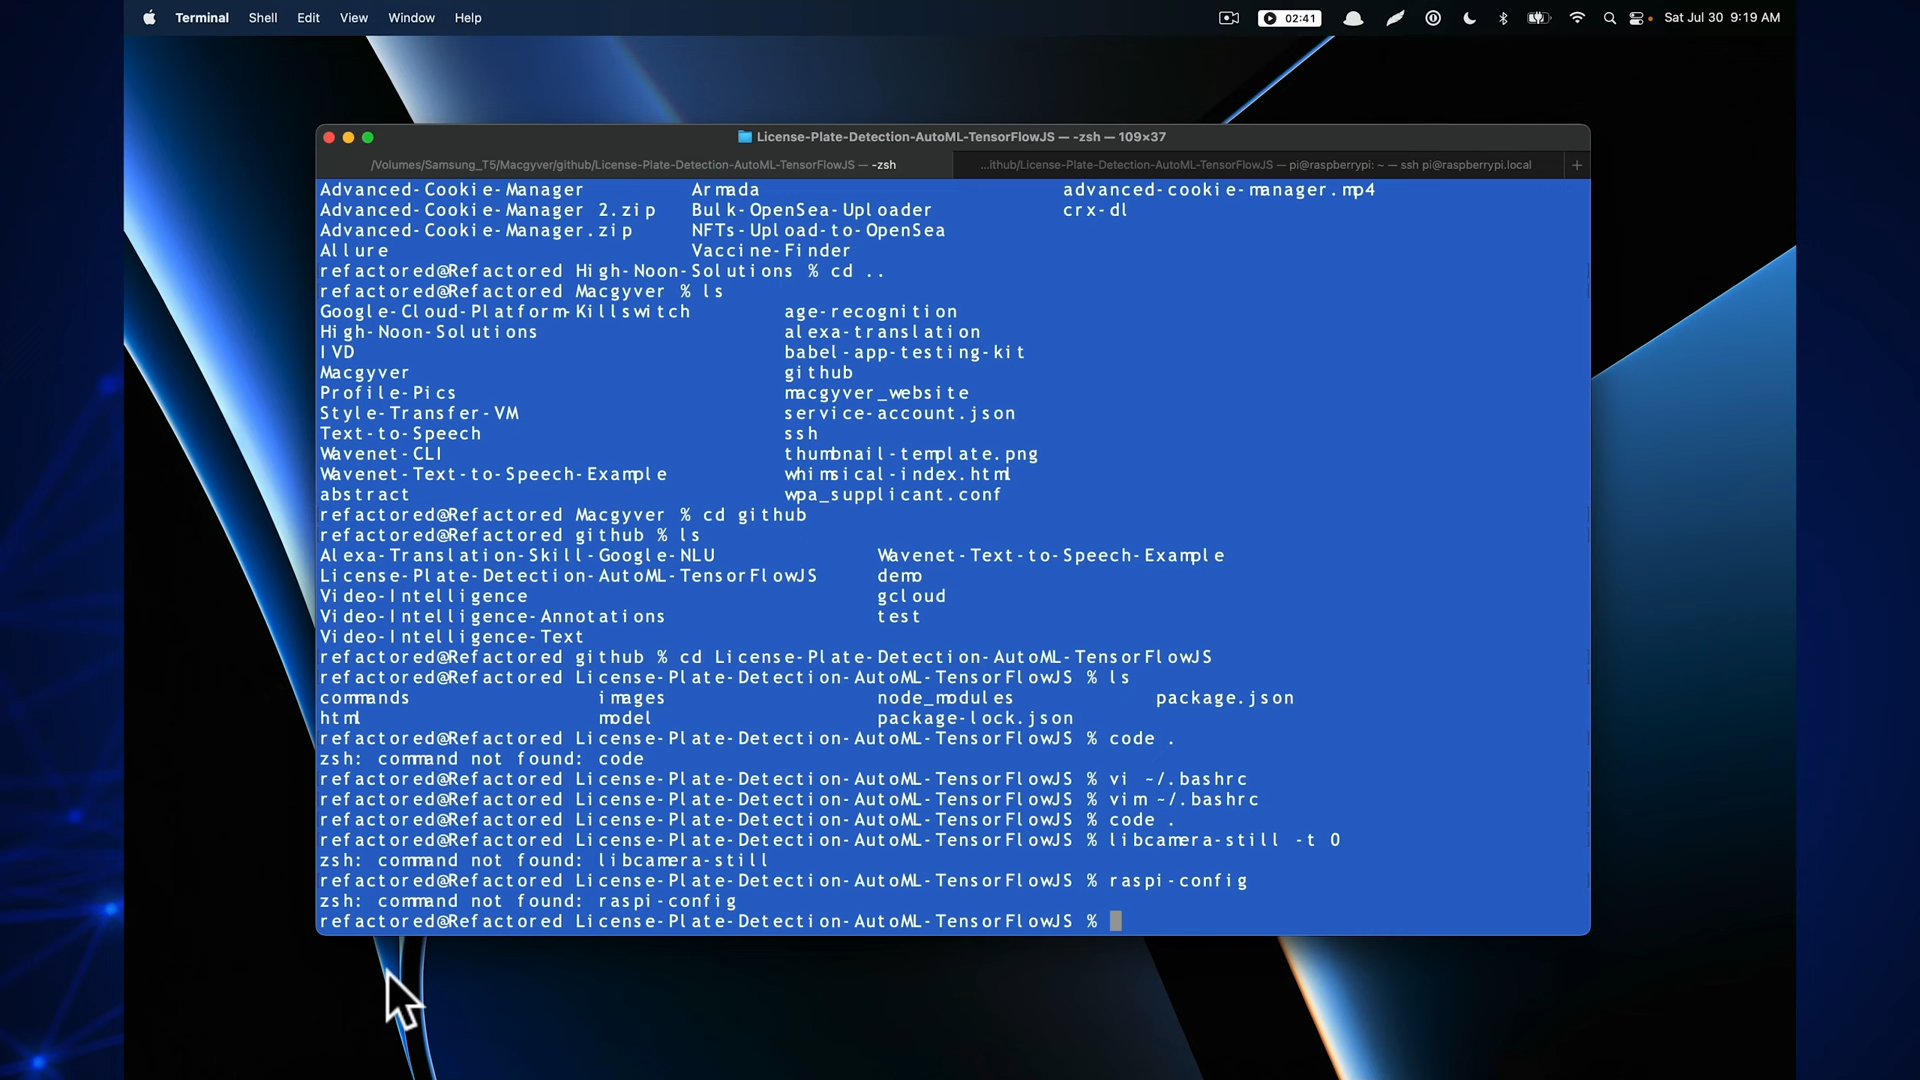 Terminal Shell Edit View Window Help 02:41 Sat Jul 30 9:19 AM
License-Plate-Detection-AutoML-TensorFlowJS — -zsh — 109×37
/Volumes/Samsung_T5/Macgyver/github/License-Plate-Detection-AutoML-TensorFlowJS — -zsh ...ithub/License-Plate-Detection-AutoML-TensorFlowJS — pi@raspberrypi: ~ — ssh pi@raspberrypi.local +
Advanced-Cookie-Manager Armada advanced-cookie-manager.mp4
Advanced-Cookie-Manager 2.zip Bulk-OpenSea-Uploader crx-dl
Advanced-Cookie-Manager.zip NFTs-Upload-to-OpenSea
Allure Vaccine-Finder
refactored@Refactored High-Noon-Solutions % cd ..
refactored@Refactored Macgyver % ls
Google-Cloud-Platform-Killswitch age-recognition
High-Noon-Solutions alexa-translation
IVD babel-app-testing-kit
Macgyver github
Profile-Pics macgyver_website
Style-Transfer-VM service-account.json
Text-to-Speech ssh
Wavenet-CLI thumbnail-template.png
Wavenet-Text-to-Speech-Example whimsical-index.html
abstract wpa_supplicant.conf
refactored@Refactored Macgyver % cd github
refactored@Refactored github % ls
Alexa-Translation-Skill-Google-NLU Wavenet-Text-to-Speech-Example
License-Plate-Detection-AutoML-TensorFlowJS demo
Video-Intelligence gcloud
Video-Intelligence-Annotations test
Video-Intelligence-Text
refactored@Refactored github % cd License-Plate-Detection-AutoML-TensorFlowJS
refactored@Refactored License-Plate-Detection-AutoML-TensorFlowJS % ls
commands images node_modules package.json
html model package-lock.json
refactored@Refactored License-Plate-Detection-AutoML-TensorFlowJS % code .
zsh: command not found: code
refactored@Refactored License-Plate-Detection-AutoML-TensorFlowJS % vi ~/.bashrc
refactored@Refactored License-Plate-Detection-AutoML-TensorFlowJS % vim ~/.bashrc
refactored@Refactored License-Plate-Detection-AutoML-TensorFlowJS % code .
refactored@Refactored License-Plate-Detection-AutoML-TensorFlowJS % libcamera-still -t 0
zsh: command not found: libcamera-still
refactored@Refactored License-Plate-Detection-AutoML-TensorFlowJS % raspi-config
zsh: command not found: raspi-config
refactored@Refactored License-Plate-Detection-AutoML-TensorFlowJS %